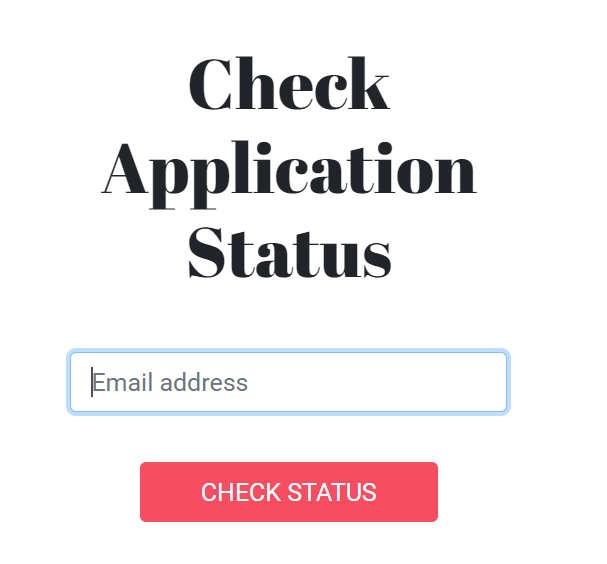 Check
Application
Status
Email address
CHECK STATUS